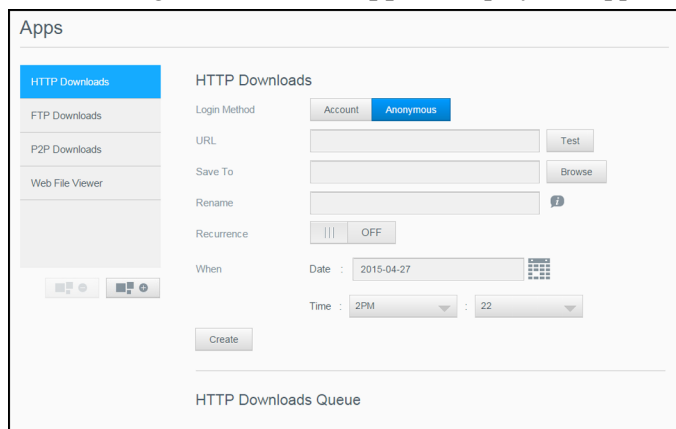 Apps
HTTP Downloads
FTP Downloads
P2P Downloads
Web File Viewer
HTTP Downloads
Login Method Account Anonymous
URL Test
Save To Browse
Rename
Recurrence OFF
When Date : 2015-04-27
Time : 2PM : 22
Create
HTTP Downloads Queue